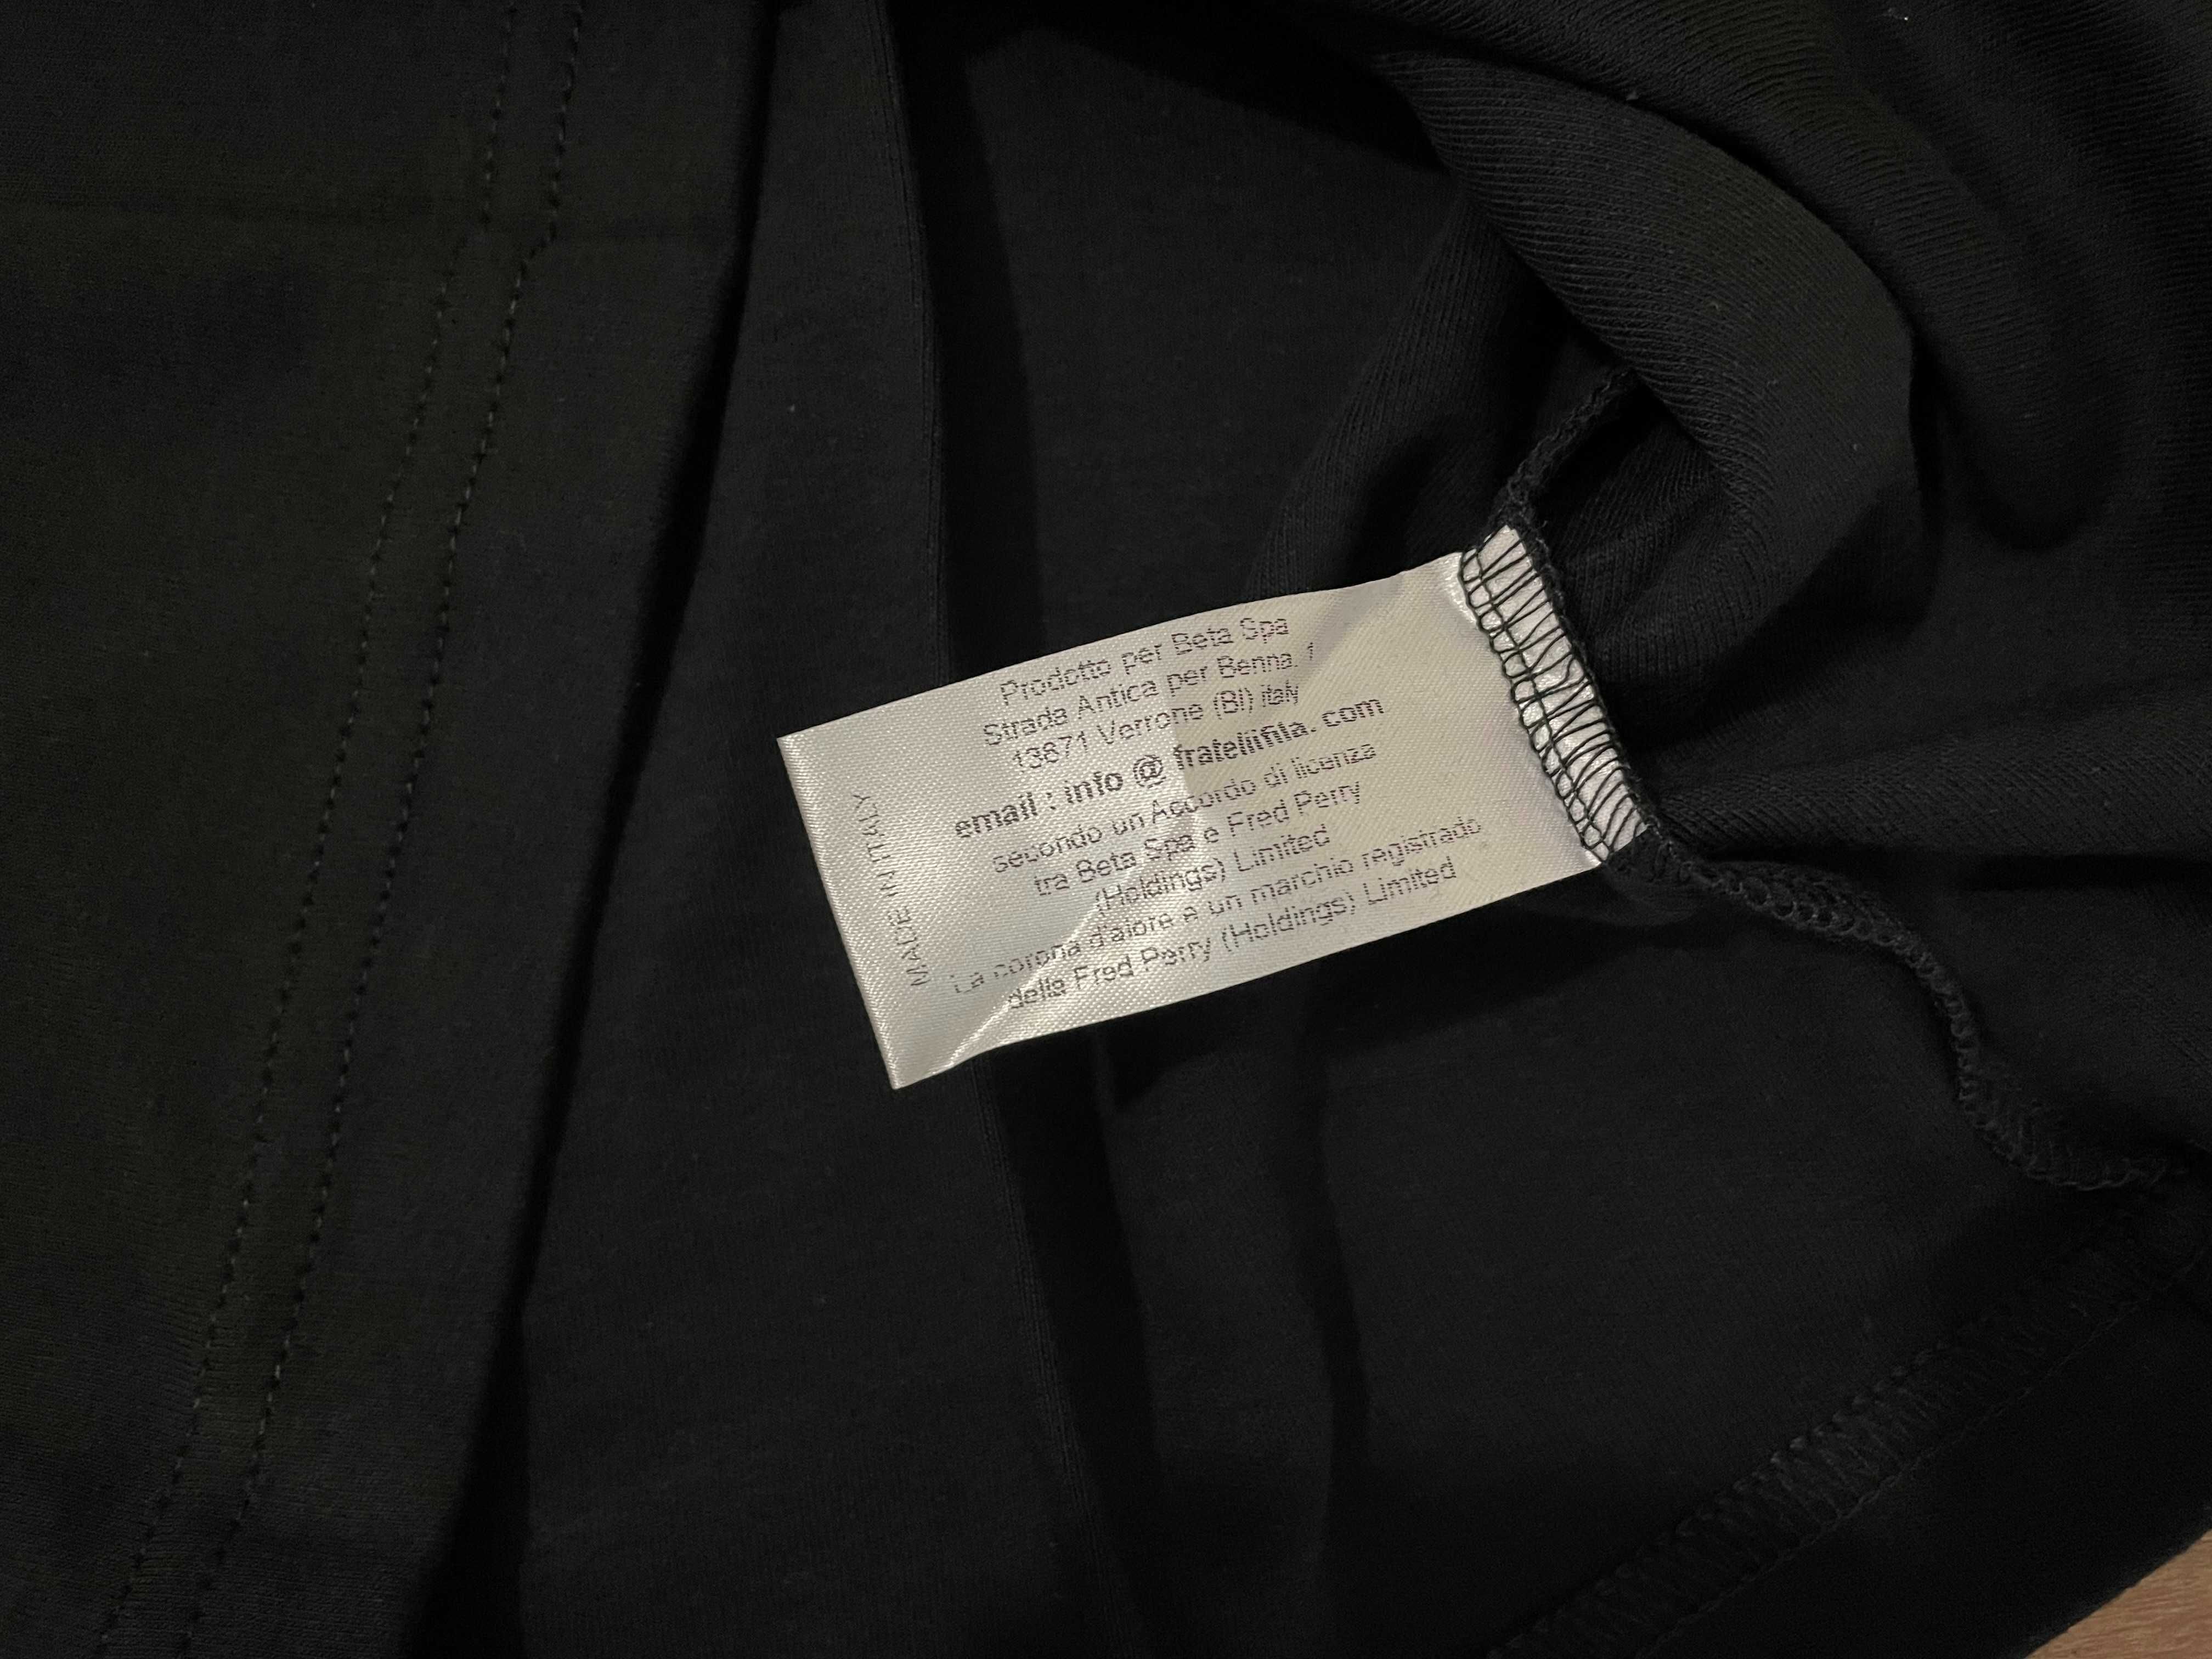 Prodotto per Beta Spa
Strada Antica per Benna. 1
13871 Verrone (BI) italy
email : info @ fratellifila. com
secondo un Accordo di licenza
tra Beta Spa e Fred Perry
(Holdings) Limited
La corona d'alore e un marchio registrado
della Fred Perry (Holdings) Limited
MADE IN ITALY